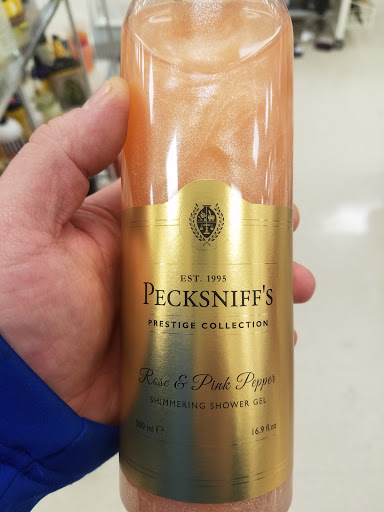 EST. 1995
PECKSNIFF'S
PRESTIGE COLLECTION
Rose & Pink Pepper
SHIMMERING SHOWER GEL
500 ml ℮ 16.9 fl.oz